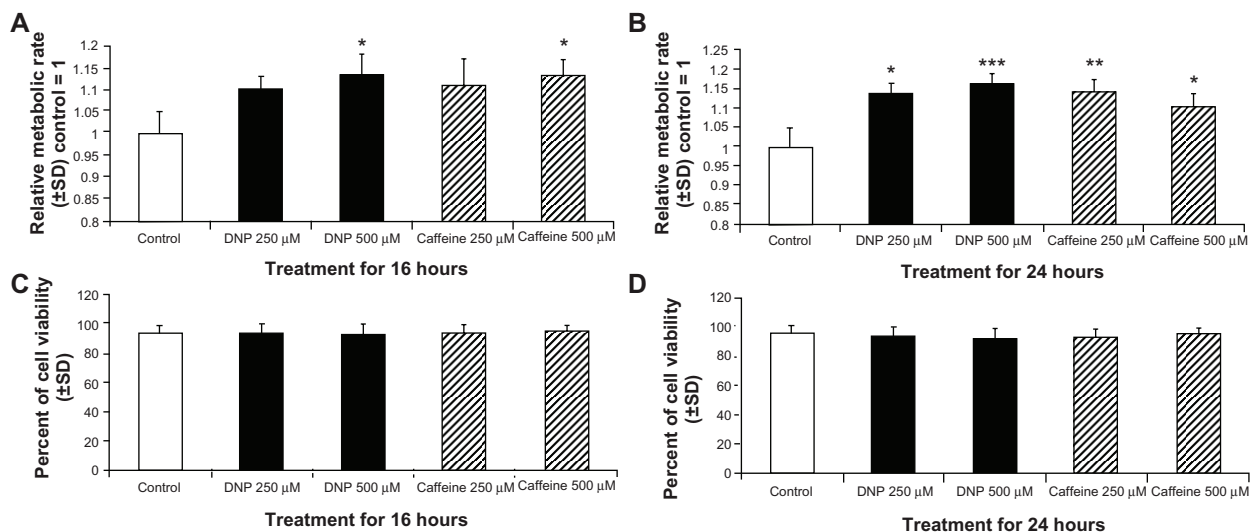 A
Relative metabolic rate
(±SD) control = 1
1.2
1.15
1.1
1.05
1
0.95
0.9
0.85
0.8
*
*
Control
DNP 250 μM
DNP 500 μM
Caffeine 250 μM
Caffeine 500 μM
Treatment for 16 hours
B
Relative metabolic rate
(±SD) control = 1
1.25
1.2
1.15
1.1
1.05
1
0.95
0.9
0.85
0.8
*
***
**
*
Control
DNP 250 μM
DNP 500 μM
Caffeine 250 μM
Caffeine 500 μM
Treatment for 24 hours
C
Percent of cell viability
(±SD)
120
100
80
60
40
20
0
Control
DNP 250 μM
DNP 500 μM
Caffeine 250 μM
Caffeine 500 μM
Treatment for 16 hours
D
Percent of cell viability
(±SD)
120
100
80
60
40
20
0
Control
DNP 250 μM
DNP 500 μM
Caffeine 250 μM
Caffeine 500 μM
Treatment for 24 hours